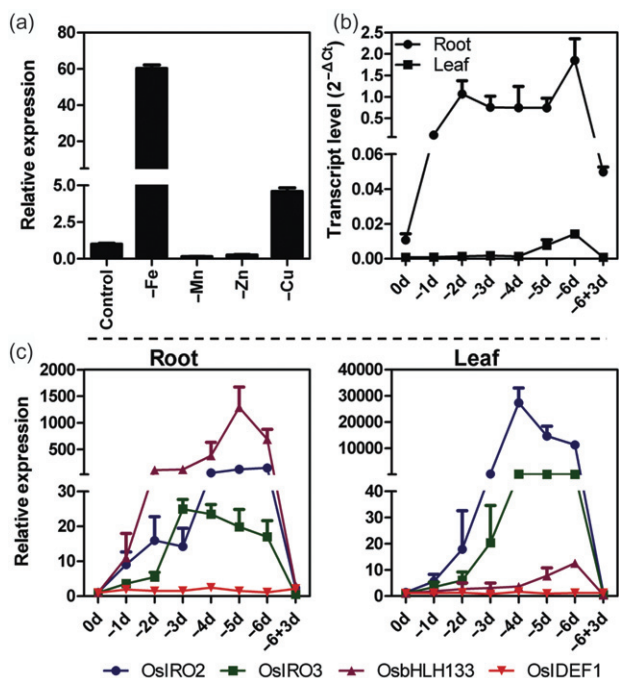 (a)
Relative expression
80
60
40
20
5.0
2.5
0.0
Control
–Fe
–Mn
–Zn
–Cu
(b)
Transcript level (2^–ΔCt)
2.5
2.0
1.5
1.0
0.5
0.06
0.04
0.02
0.00
Root
Leaf
0d
–1d
–2d
–3d
–4d
–5d
–6d
–6+3d
(c)
Root
Relative expression
2000
1500
1000
500
30
20
10
0
0d
–1d
–2d
–3d
–4d
–5d
–6d
–6+3d
Leaf
40000
30000
20000
10000
40
30
20
10
0
0d
–1d
–2d
–3d
–4d
–5d
–6d
–6+3d
OsIRO2 OsIRO3 OsbHLH133 OsIDEF1